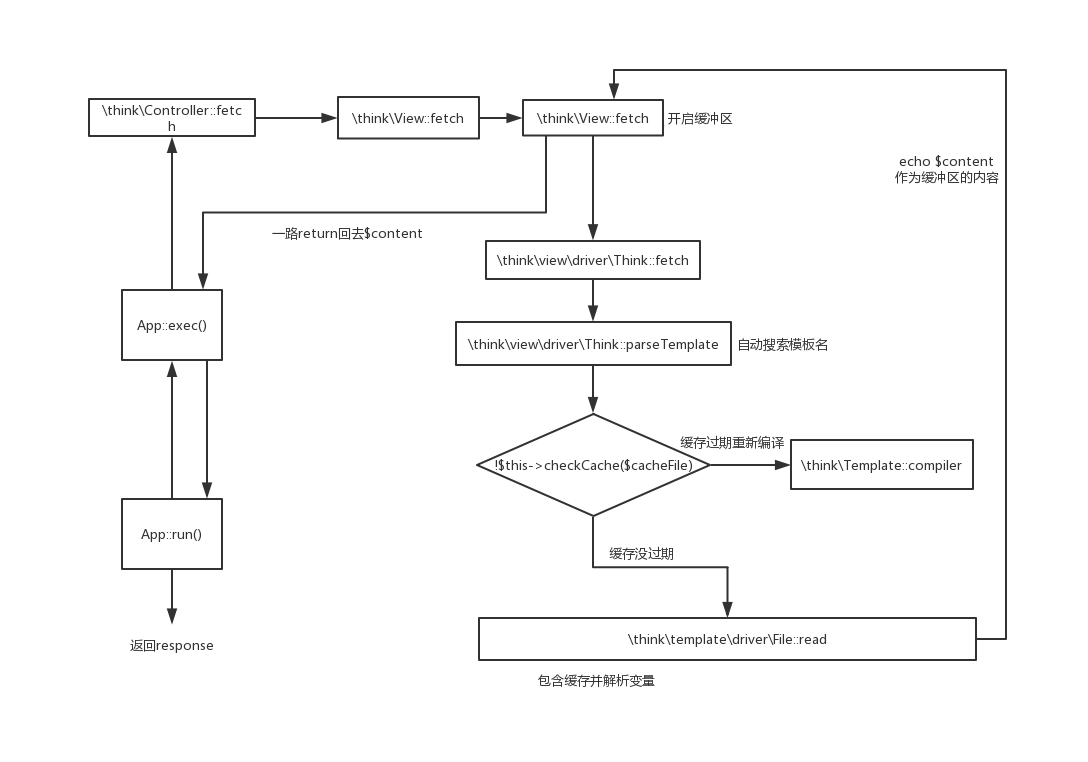 \think\Controller::fetc
h
\think\View::fetch
\think\View::fetch
开启缓冲区
echo $content
作为缓冲区的内容
一路return回去$content
\think\view\driver\Think::fetch
App::exec()
\think\view\driver\Think::parseTemplate
自动搜索模板名
缓存过期重新编译
!$this->checkCache($cacheFile)
\think\Template::compiler
App::run()
缓存没过期
返回response
\think\template\driver\File::read
包含缓存并解析变量